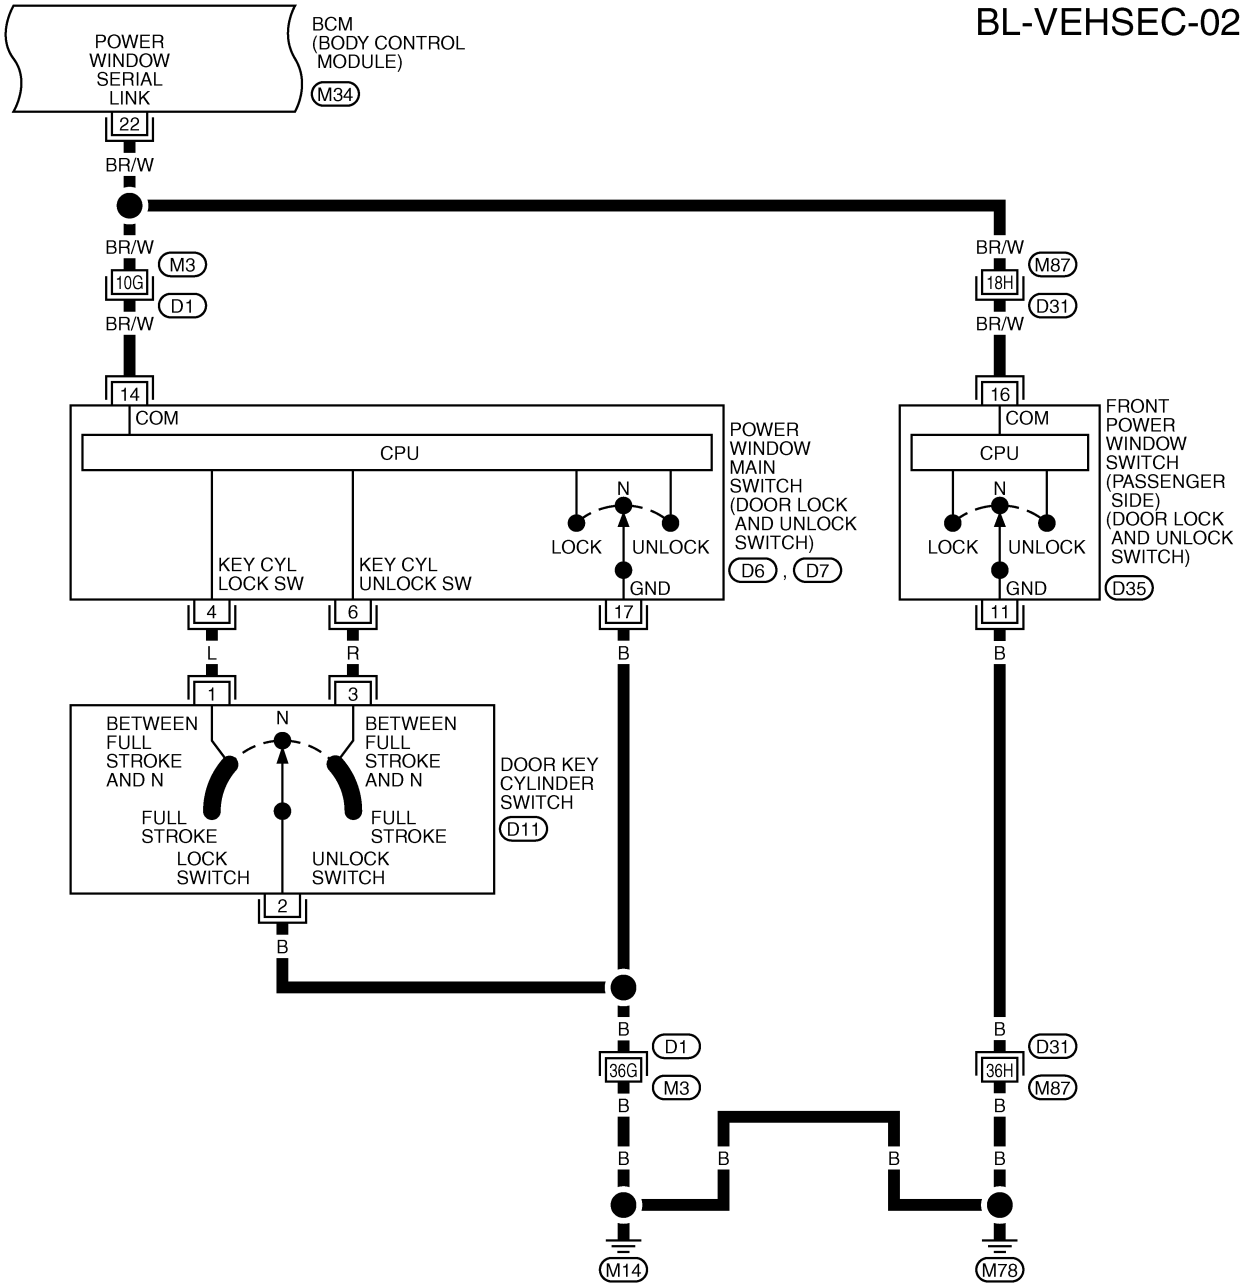 BL-VEHSEC-02
BCM
(BODY CONTROL
MODULE)
M34
POWER
WINDOW
SERIAL
LINK
22
BR/W
BR/W
M3
10G
D1
BR/W
14
BR/W
M87
18H
D31
BR/W
16
COM
CPU
KEY CYL
LOCK SW
KEY CYL
UNLOCK SW
N
LOCK
UNLOCK
GND
POWER
WINDOW
MAIN
SWITCH
(DOOR LOCK
AND UNLOCK
SWITCH)
D6 , D7
COM
CPU
N
LOCK
UNLOCK
GND
FRONT
POWER
WINDOW
SWITCH
(PASSENGER
SIDE)
(DOOR LOCK
AND UNLOCK
SWITCH)
D35
4
6
17
11
L
R
B
B
1
3
BETWEEN
FULL
STROKE
AND N
N
BETWEEN
FULL
STROKE
AND N
FULL
STROKE
FULL
STROKE
LOCK
SWITCH
UNLOCK
SWITCH
DOOR KEY
CYLINDER
SWITCH
D11
2
B
B
D1
36G
M3
B
B
B
D31
36H
M87
B
B
B
B
B
M14
M78